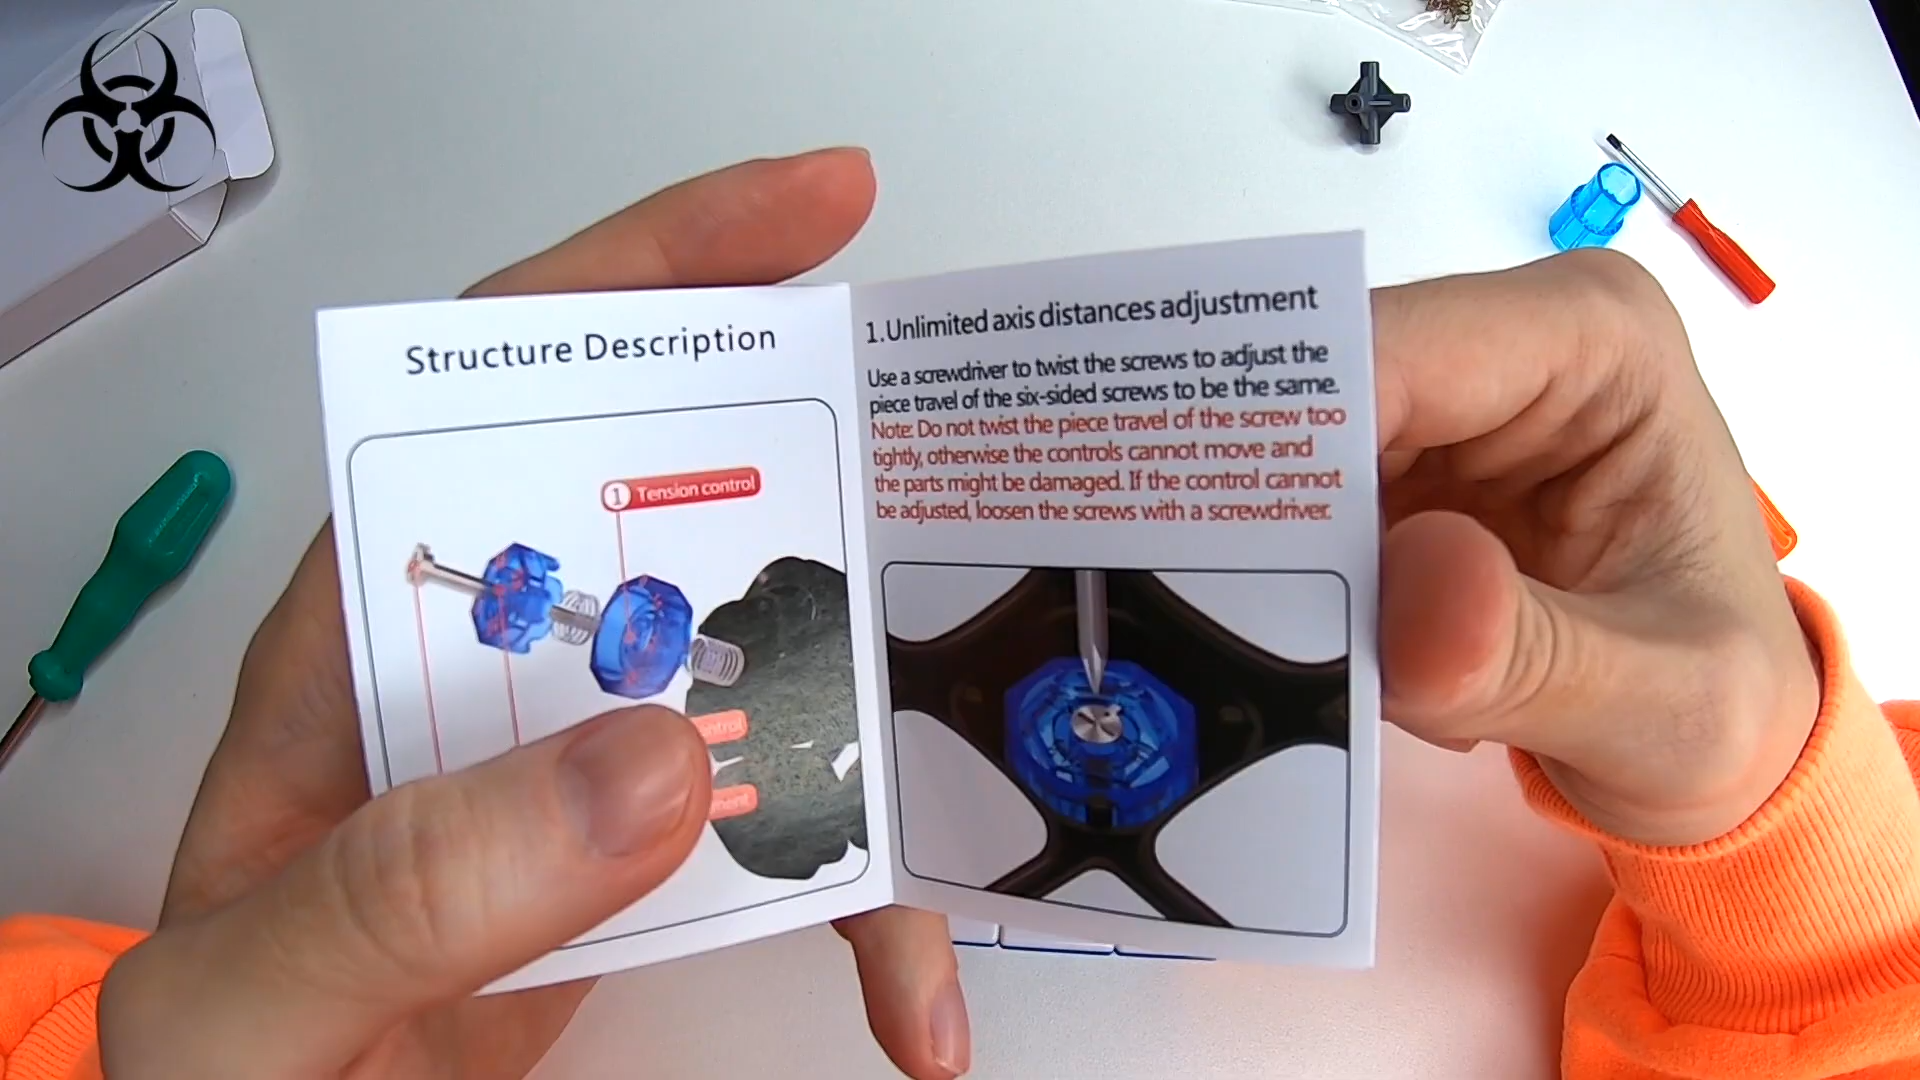 Structure Description
1 Tension control
1.Unlimited axis distances adjustment
Use a screwdriver to twist the screws to adjust the
piece travel of the six-sided screws to be the same.
Note: Do not twist the piece travel of the screw too
tightly, otherwise the controls cannot move and
the parts might be damaged. If the control cannot
be adjusted, loosen the screws with a screwdriver.